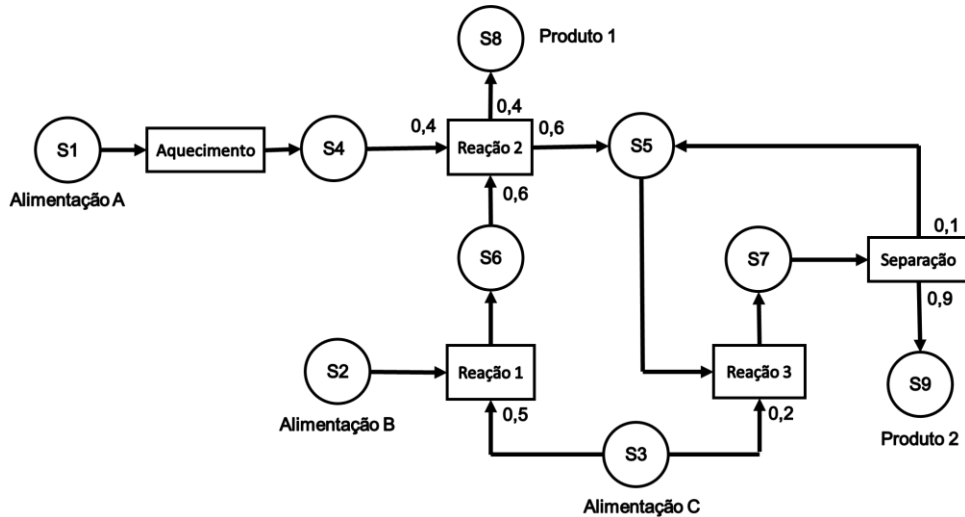 S8
Produto 1
0,4
0,4
0,6
S1
Aquecimento
S4
Reação 2
S5
Alimentação A
0,6
0,1
S6
S7
Separação
0,9
S2
Reação 1
Reação 3
S9
Alimentação B
0,5
0,2
Produto 2
S3
Alimentação C